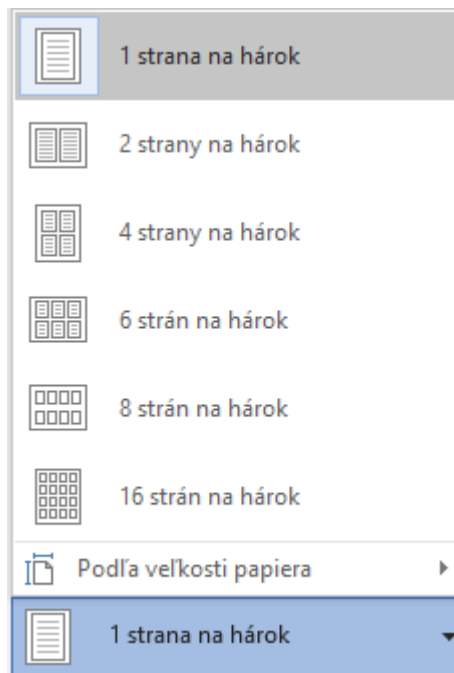 1 strana na hárok
2 strany na hárok
4 strany na hárok
6 strán na hárok
8 strán na hárok
16 strán na hárok
Podľa veľkosti papiera
1 strana na hárok